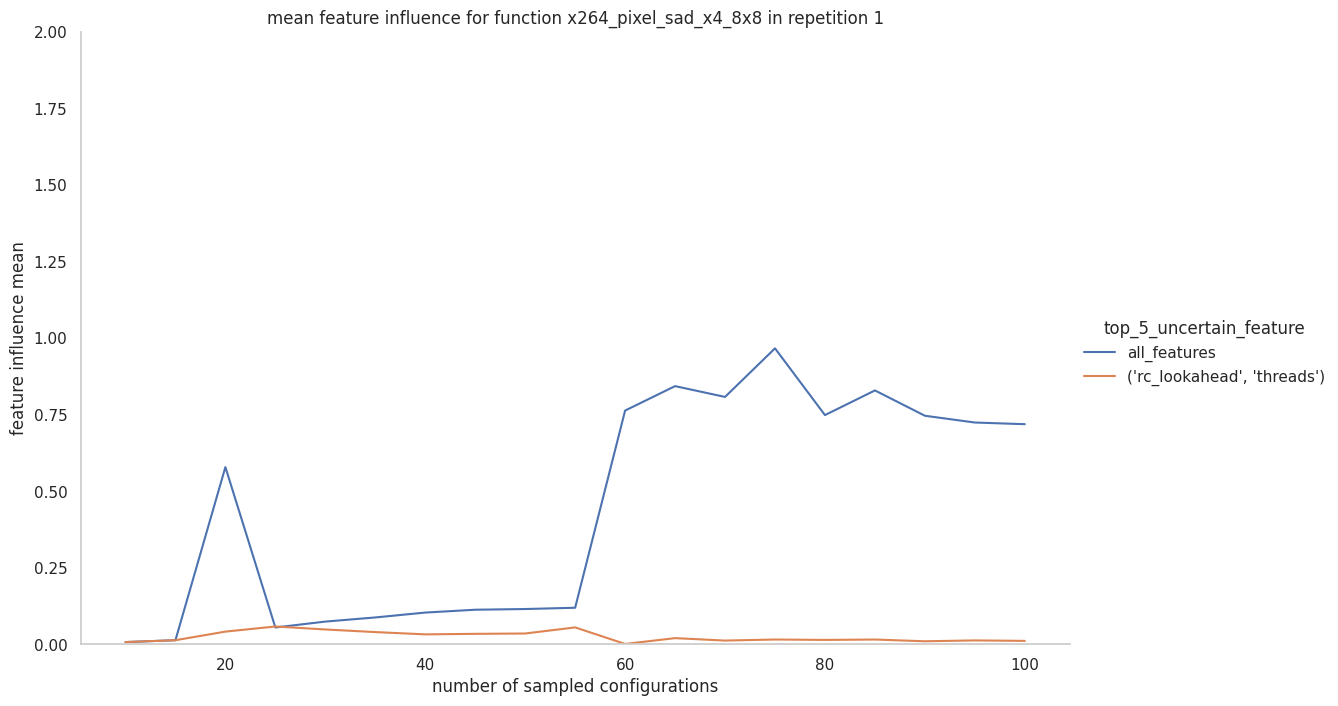 mean feature influence for function x264_pixel_sad_x4_8x8 in repetition 1
2.00
1.75
1.50
1.25
1.00
0.75
0.50
0.25
0.00
feature influence mean
20
40
60
80
100
number of sampled configurations
top_5_uncertain_feature
all_features
('rc_lookahead', 'threads')